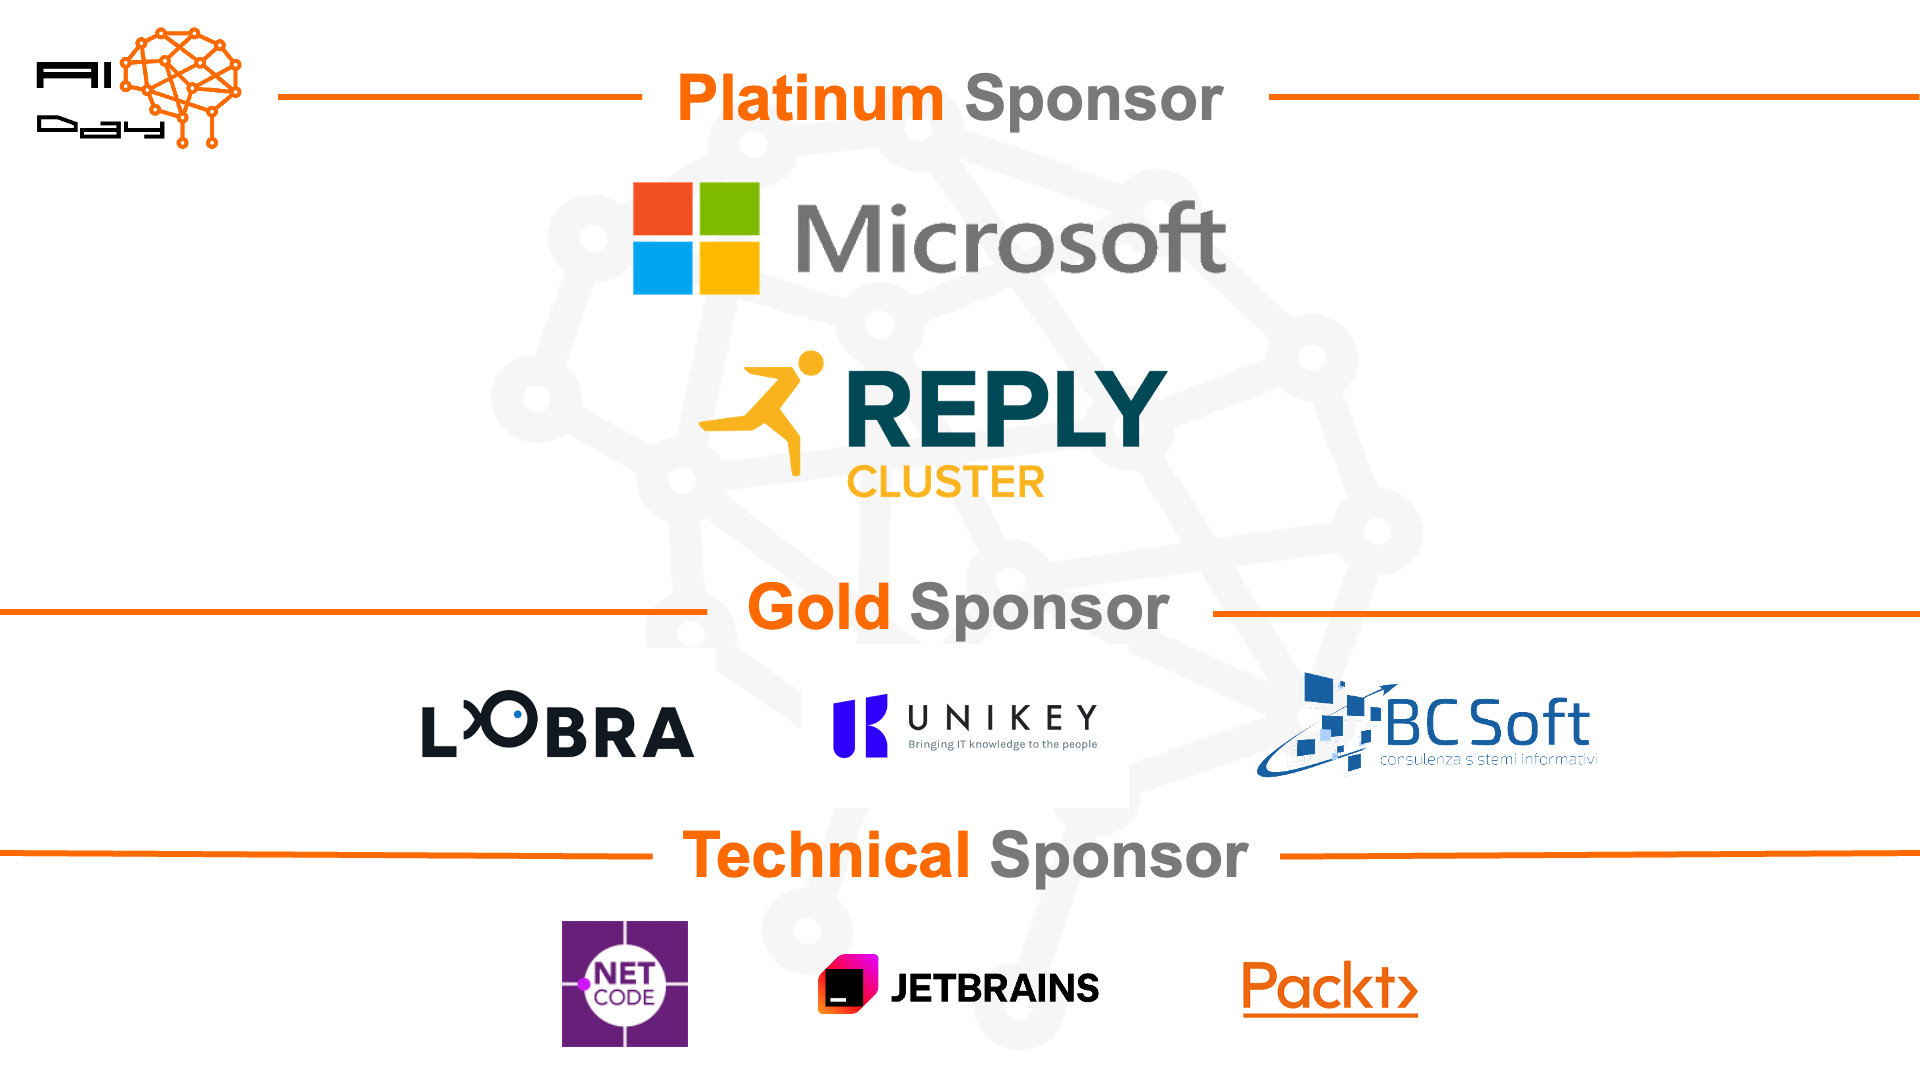 AI
Day
Platinum Sponsor
Microsoft
REPLY
CLUSTER
Gold Sponsor
LOBRA
UNIKEY
Bringing IT knowledge to the people
BC Soft
consulenza sistemi informativi
Technical Sponsor
NET
CODE
JETBRAINS
Packt